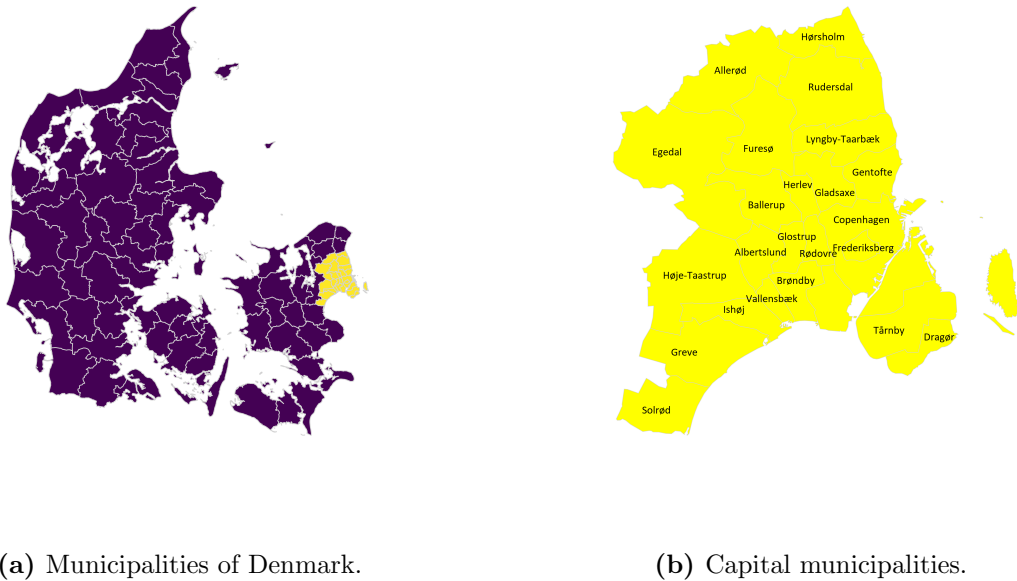 Hørsholm
Allerød
Rudersdal
Lyngby-Taarbæk
Egedal
Furesø
Gentofte
Herlev
Gladsaxe
Ballerup
Copenhagen
Glostrup
Albertslund
Rødovre
Frederiksberg
Høje-Taastrup
Brøndby
Vallensbæk
Ishøj
Tårnby
Dragør
Greve
Solrød
(a) Municipalities of Denmark.
(b) Capital municipalities.